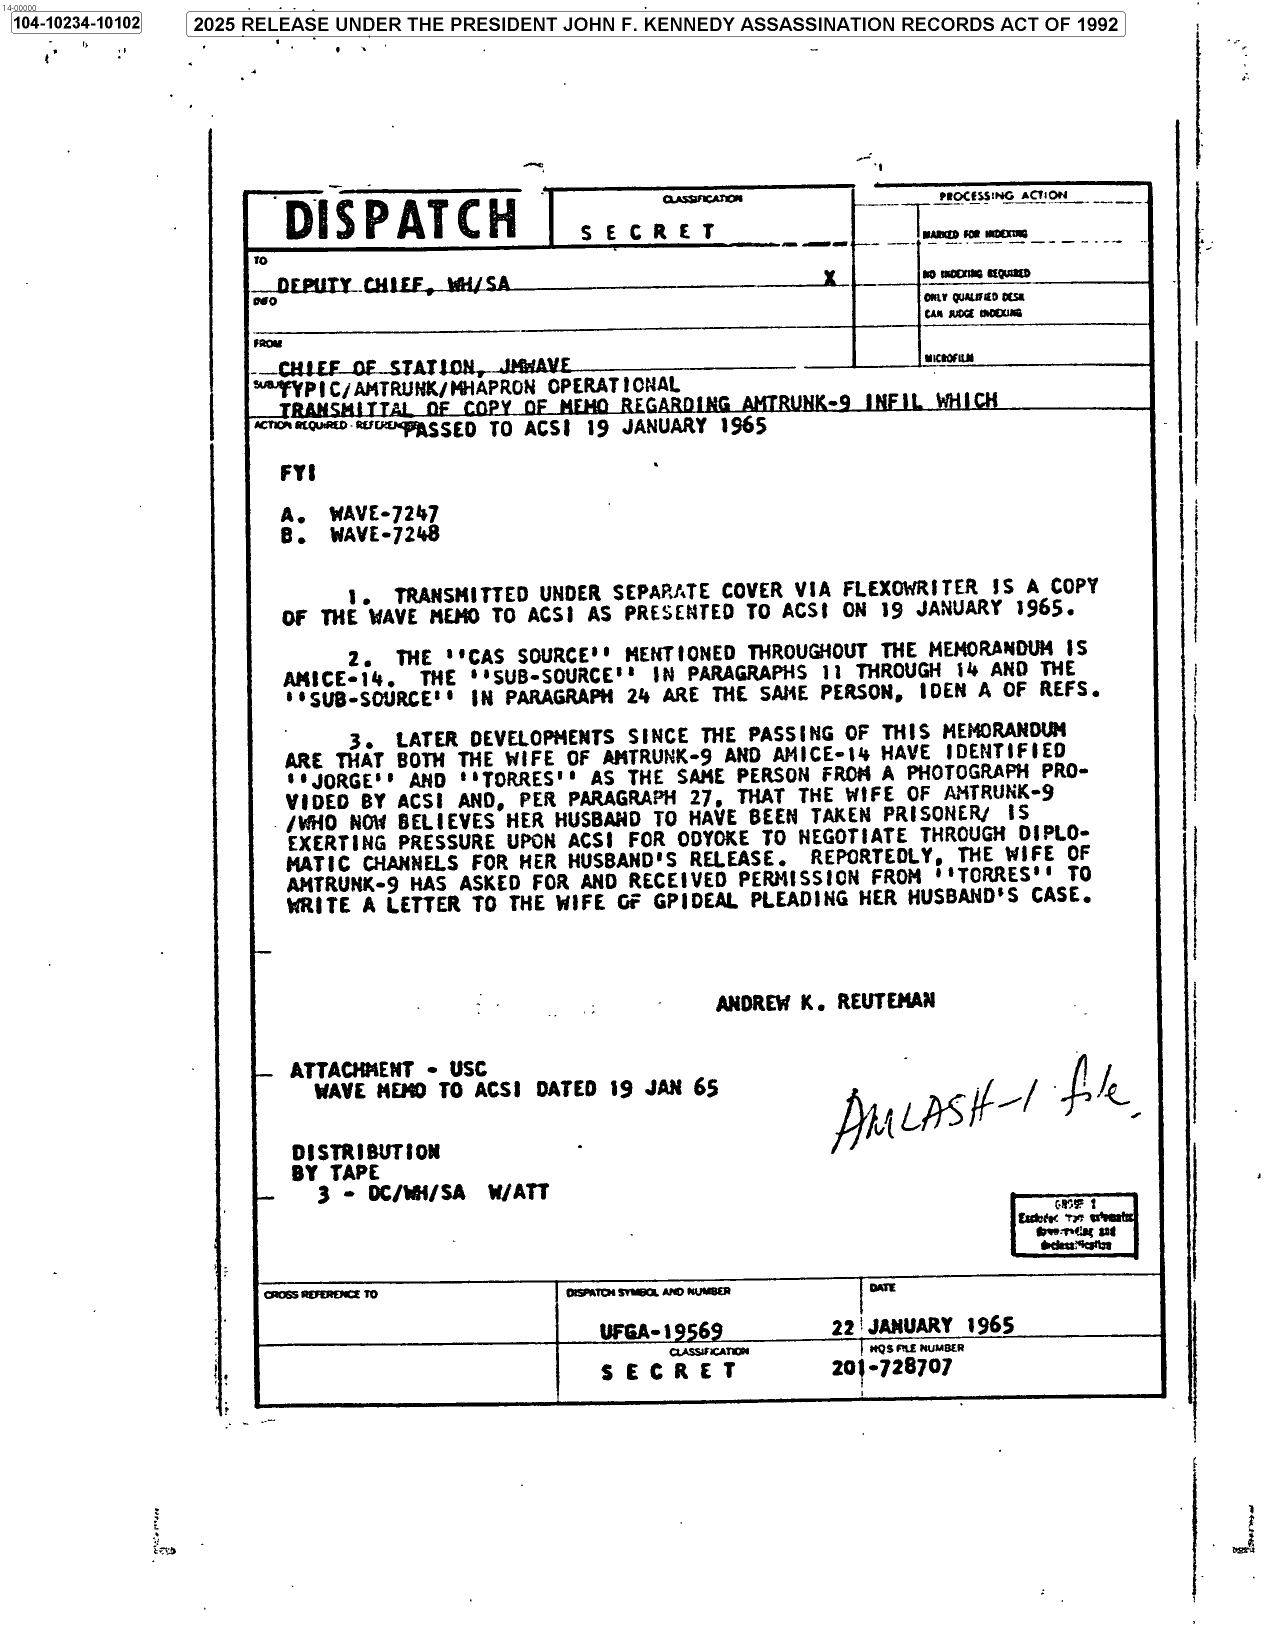 14-00000
104-10234-10102
2025 RELEASE UNDER THE PRESIDENT JOHN F. KENNEDY ASSASSINATION RECORDS ACT OF 1992
DISPATCH
CLASSIFICATION
SECRET
PROCESSING ACTION
MARKED FOR INDEXING
TO
DEPUTY CHIEF, WH/SA
X
NO INDEXING REQUIRED
INFO
ONLY QUALIFIED DESK
CAN JUDGE INDEXING
FROM
CHIEF OF STATION, JMWAVE
MICROFILM
SUBJ
TYPIC/AMTRUNK/MHAPRON OPERATIONAL
TRANSMITTAL OF COPY OF MEMO REGARDING AMTRUNK-9 INFIL WHICH
ACTION REQUIRED - REFERENCES
PASSED TO ACSI 19 JANUARY 1965
FYI
A. WAVE-7247
B. WAVE-7248
1. TRANSMITTED UNDER SEPARATE COVER VIA FLEXOWRITER IS A COPY
OF THE WAVE MEMO TO ACSI AS PRESENTED TO ACSI ON 19 JANUARY 1965.
2. THE ''CAS SOURCE'' MENTIONED THROUGHOUT THE MEMORANDUM IS
AMICE-14. THE ''SUB-SOURCE'' IN PARAGRAPHS 11 THROUGH 14 AND THE
''SUB-SOURCE'' IN PARAGRAPH 24 ARE THE SAME PERSON, IDEN A OF REFS.
3. LATER DEVELOPMENTS SINCE THE PASSING OF THIS MEMORANDUM
ARE THAT BOTH THE WIFE OF AMTRUNK-9 AND AMICE-14 HAVE IDENTIFIED
''JORGE'' AND ''TORRES'' AS THE SAME PERSON FROM A PHOTOGRAPH PRO-
VIDED BY ACSI AND, PER PARAGRAPH 27, THAT THE WIFE OF AMTRUNK-9
/WHO NOW BELIEVES HER HUSBAND TO HAVE BEEN TAKEN PRISONER/ IS
EXERTING PRESSURE UPON ACSI FOR ODYOKE TO NEGOTIATE THROUGH DIPLO-
MATIC CHANNELS FOR HER HUSBAND'S RELEASE. REPORTEDLY, THE WIFE OF
AMTRUNK-9 HAS ASKED FOR AND RECEIVED PERMISSION FROM ''TORRES'' TO
WRITE A LETTER TO THE WIFE OF GPIDEAL PLEADING HER HUSBAND'S CASE.
ANDREW K. REUTEMAN
ATTACHMENT - USC
WAVE MEMO TO ACSI DATED 19 JAN 65
AMLASH-1 file.
DISTRIBUTION
BY TAPE
3 - DC/WH/SA W/ATT
GROUP 1
Excluded from automatic
downgrading and
declassification
CROSS REFERENCE TO
DISPATCH SYMBOL AND NUMBER
DATE
UFGA-19569
22 JANUARY 1965
CLASSIFICATION
HQS FILE NUMBER
SECRET
201-728707